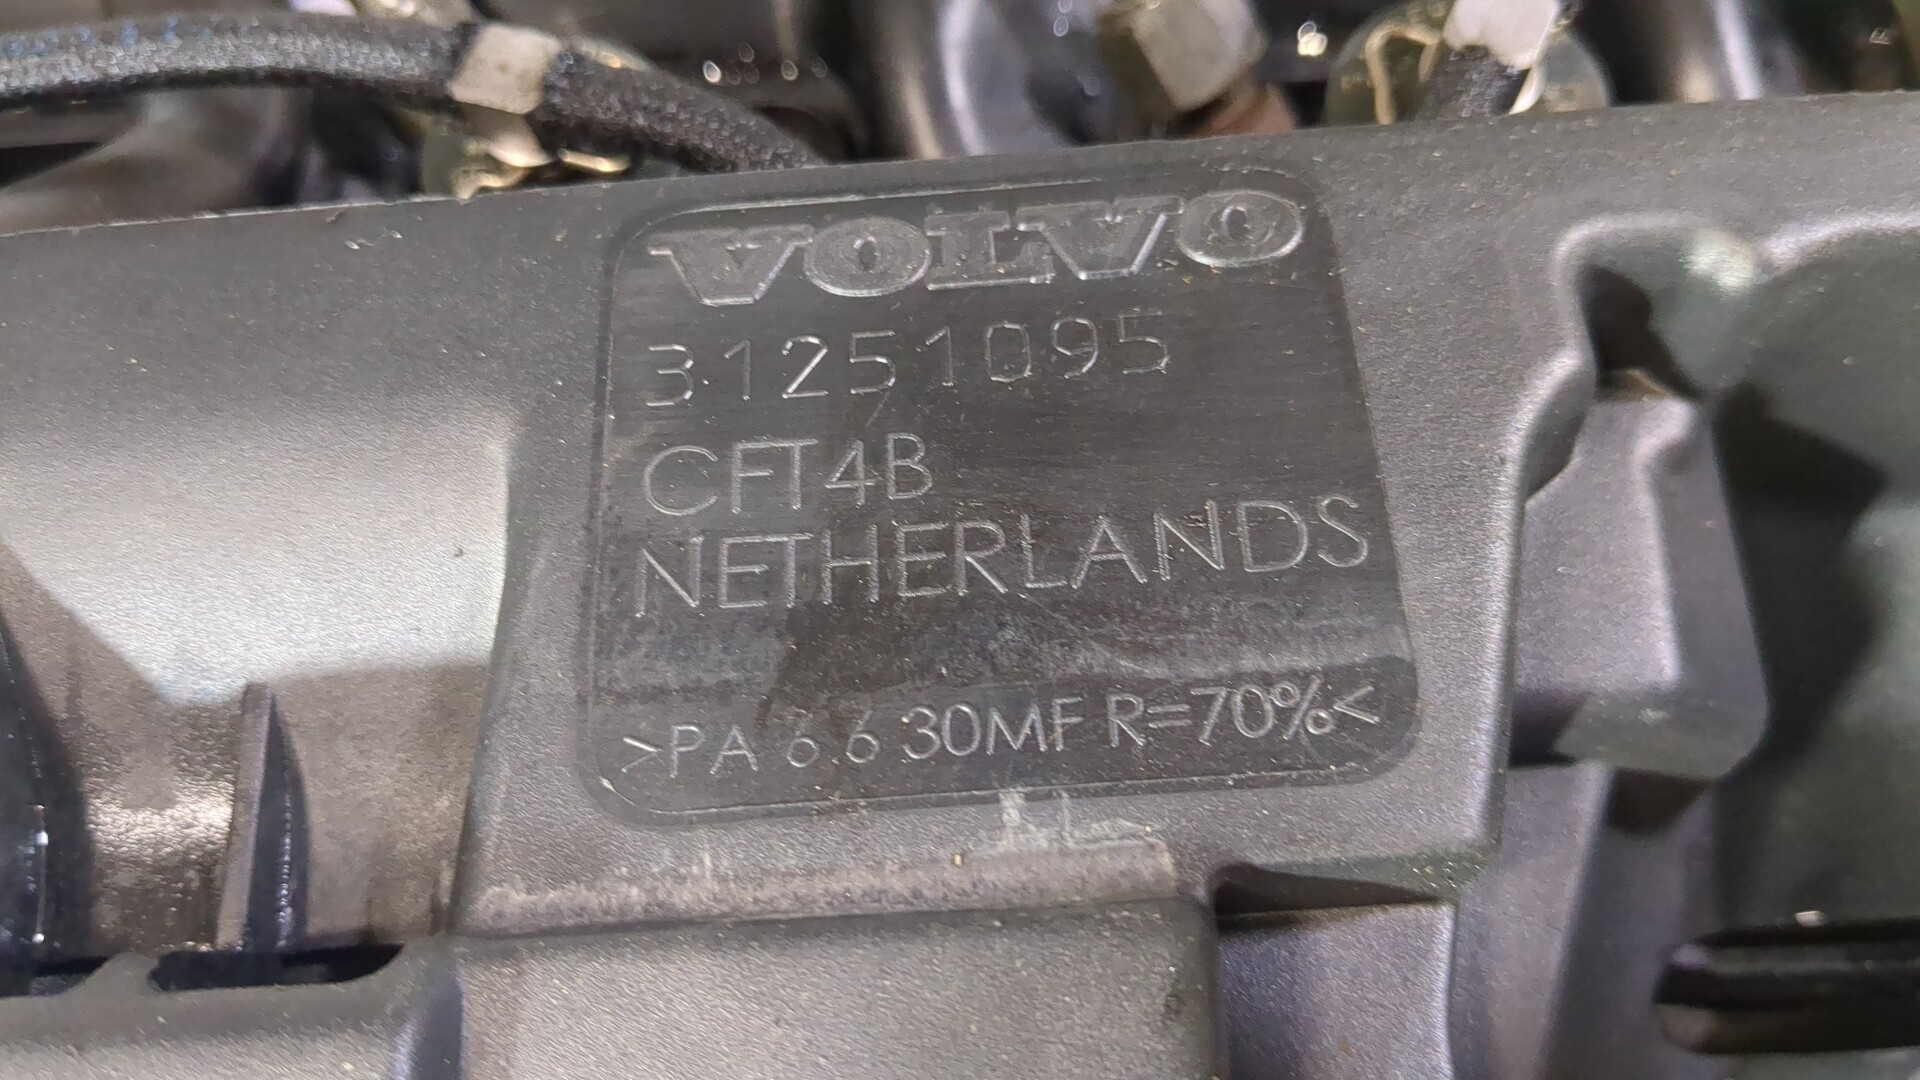 VOLVO
31251095
CFT4B
NETHERLANDS
>PA 6.6 30MF R=70%<